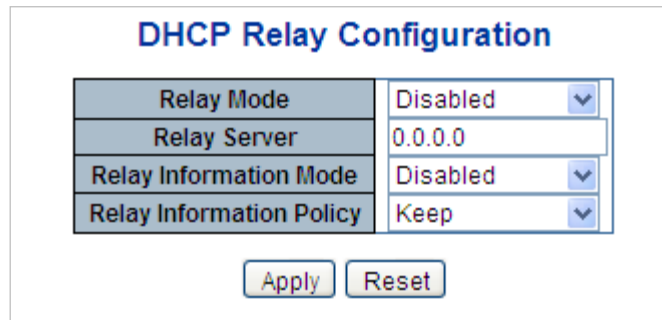 DHCP Relay Configuration
Relay Mode Disabled
Relay Server 0.0.0.0
Relay Information Mode Disabled
Relay Information Policy Keep
Apply Reset